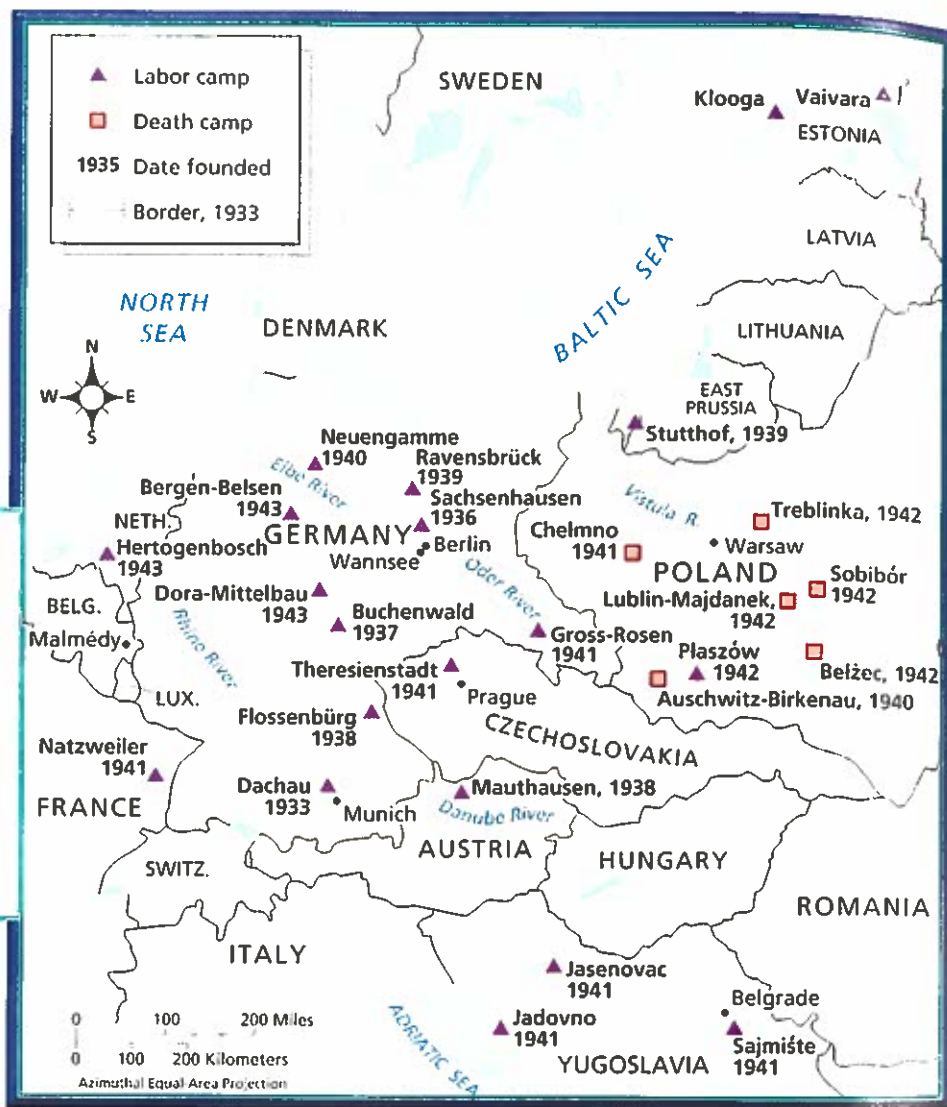 Labor camp
Death camp
1935 Date founded
Border, 1933
SWEDEN
Klooga
Vaivara
ESTONIA
LATVIA
LITHUANIA
BALTIC SEA
NORTH
SEA
DENMARK
N
W
E
S
EAST
PRUSSIA
Stutthof, 1939
Neuengamme
1940
Elbe River
Ravensbrück
1939
Bergen-Belsen
1943
Sachsenhausen
1936
NETH.
GERMANY
Berlin
Wannsee
Hertogenbosch
1943
Vistula R.
Treblinka, 1942
Chelmno
1941
Warsaw
POLAND
Sobibór
1942
Lublin-Majdanek,
1942
Oder River
Dora-Mittelbau
1943
Buchenwald
1937
BELG.
Malmédy
Rhine River
LUX.
Gross-Rosen
1941
Płaszów
1942
Bełżec, 1942
Auschwitz-Birkenau, 1940
Theresienstadt
1941
Prague
Flossenbürg
1938
CZECHOSLOVAKIA
Natzweiler
1941
FRANCE
Dachau
1933
Munich
Mauthausen, 1938
Danube River
AUSTRIA
HUNGARY
SWITZ.
ROMANIA
ITALY
Jasenovac
1941
Belgrade
Jadovno
1941
Sajmiśte
1941
YUGOSLAVIA
ADRIATIC SEA
0 100 200 Miles
0 100 200 Kilometers
Azimuthal Equal Area Projection